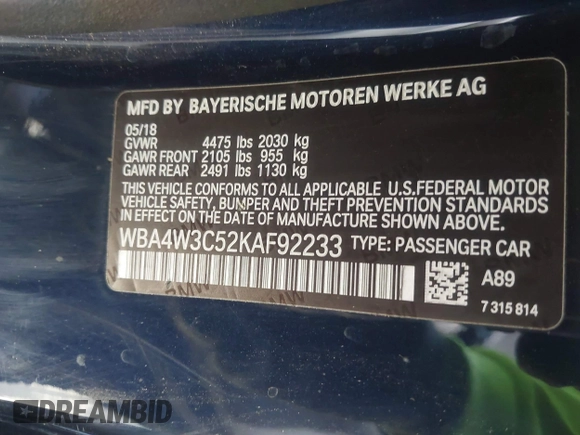 MFD BY BAYERISCHE MOTOREN WERKE AG
05/18
GVWR 4475 lbs 2030 kg
GAWR FRONT 2105 lbs 955 kg
GAWR REAR 2491 lbs 1130 kg
THIS VEHICLE CONFORMS TO ALL APPLICABLE U.S.FEDERAL MOTOR
VEHICLE SAFETY, BUMPER AND THEFT PREVENTION STANDARDS
IN EFFECT ON THE DATE OF MANUFACTURE SHOWN ABOVE.
WBA4W3C52KAF92233 TYPE: PASSENGER CAR
A89
7 315 814
DREAMBID